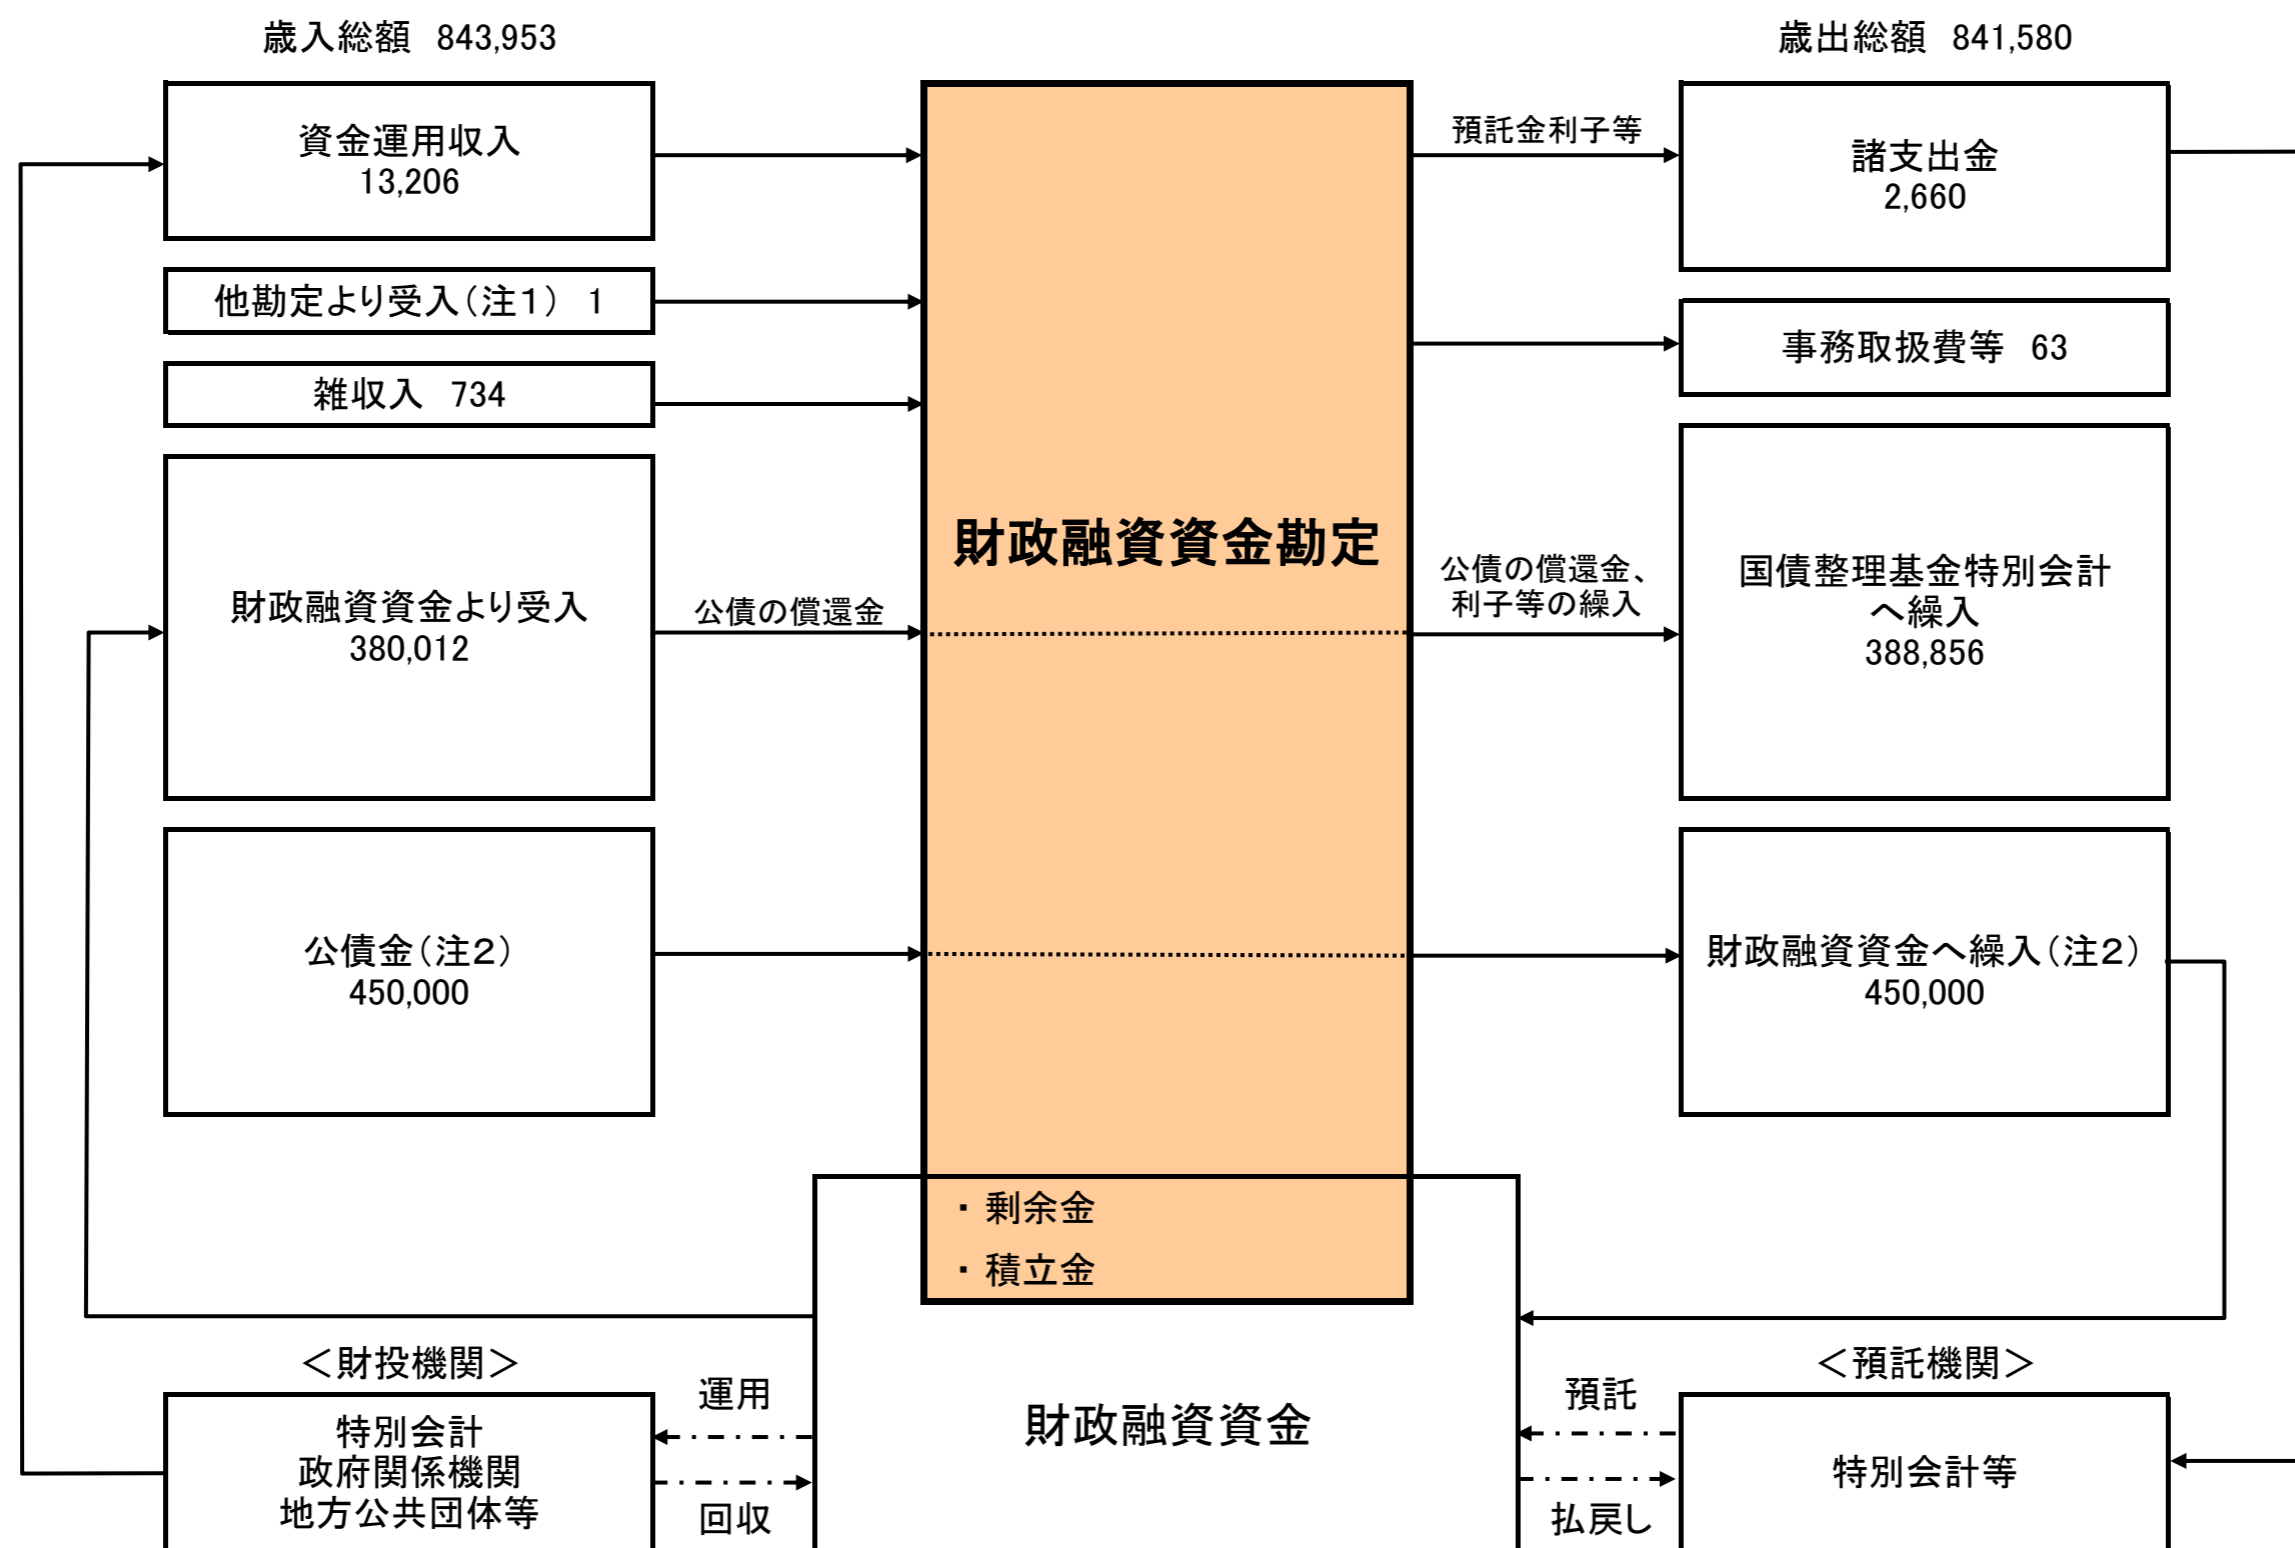 歳入総額 843,953
歳出総額 841,580
資金運用収入
13,206
預託金利子等
諸支出金
2,660
他勘定より受入(注1) 1
事務取扱費等 63
雑収入 734
財政融資資金勘定
財政融資資金より受入
380,012
公債の償還金
公債の償還金、
利子等の繰入
国債整理基金特別会計
へ繰入
388,856
公債金(注2)
450,000
財政融資資金へ繰入(注2)
450,000
・ 剰余金
・ 積立金
<財投機関>
特別会計
政府関係機関
地方公共団体等
運用
回収
財政融資資金
預託
払戻し
<預託機関>
特別会計等